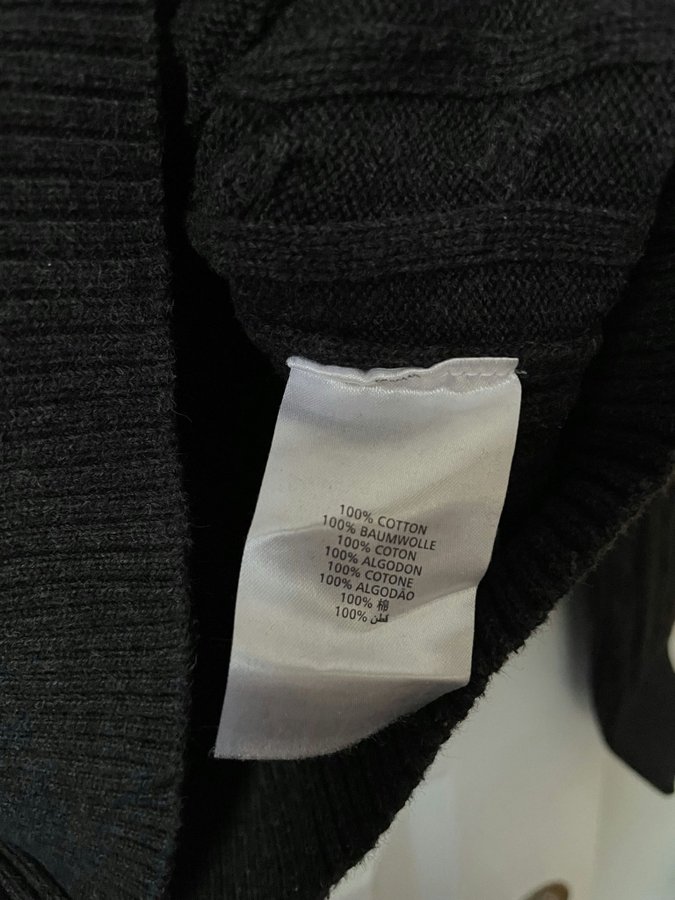 100% COTTON
100% BAUMWOLLE
100% COTON
100% ALGODON
100% COTONE
100% ALGODÃO
100% 棉
100% قطن